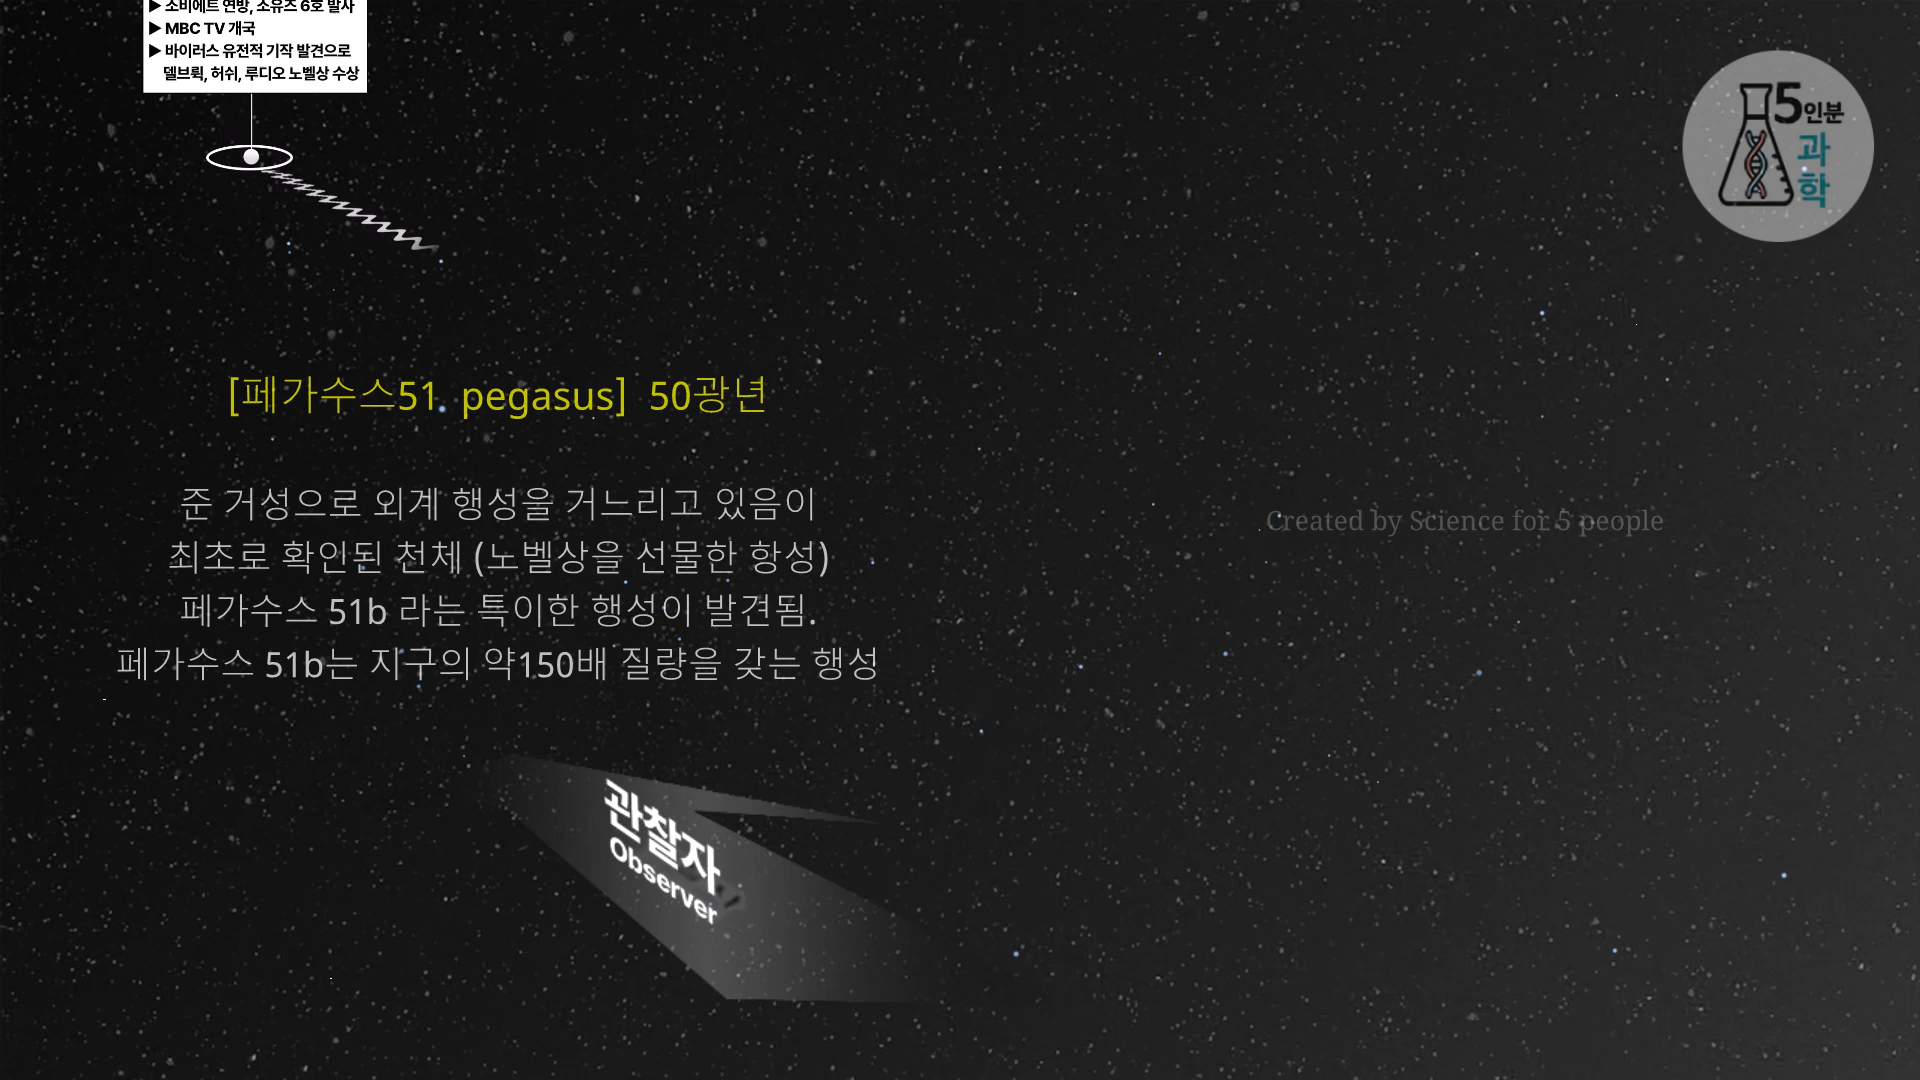 ▶ 소비에트 연방, 소유즈 6호 발사
▶ MBC TV 개국
▶ 바이러스 유전적 기작 발견으로
델브뤽, 허쉬, 루디오 노벨상 수상
5인분
과
학
[페가수스51 pegasus] 50광년
준 거성으로 외계 행성을 거느리고 있음이
최초로 확인된 천체 (노벨상을 선물한 항성)
페가수스 51b 라는 특이한 행성이 발견됨.
페가수스 51b는 지구의 약150배 질량을 갖는 행성
Created by Science for 5 people
관찰자
Observer